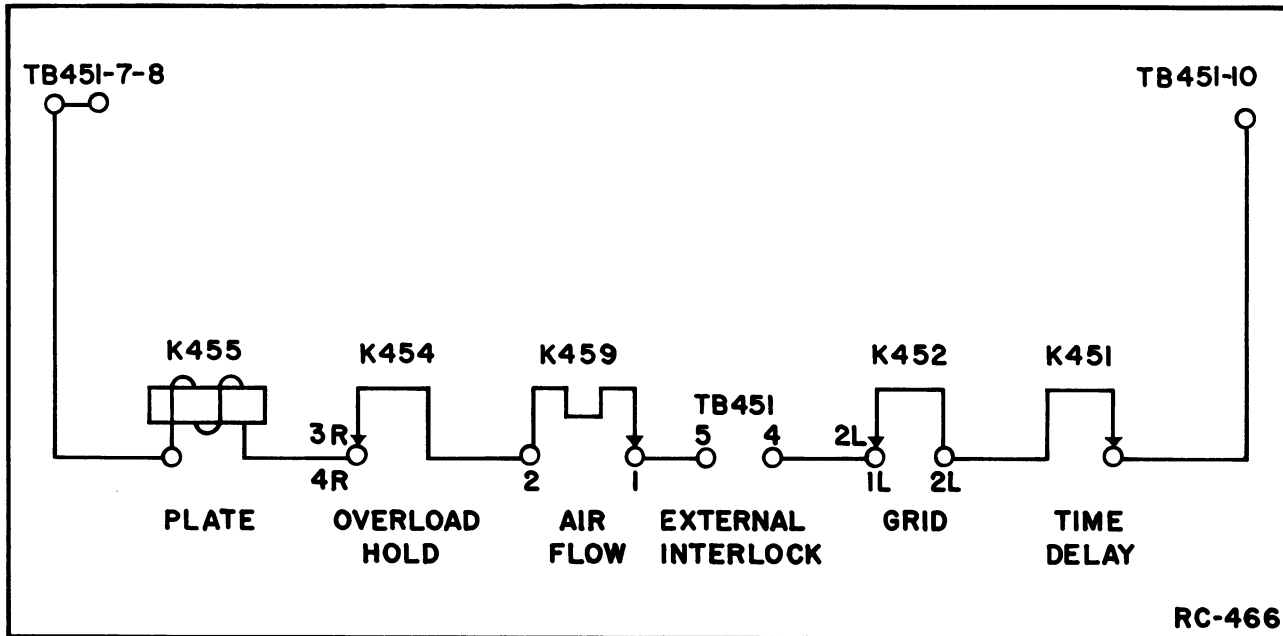 TB451-7-8
TB451-10
K455
K454
K459
K452
K451
TB451
3R
5
4
2L
4R
2
1
1L
2L
PLATE
OVERLOAD
HOLD
AIR
FLOW
EXTERNAL
INTERLOCK
GRID
TIME
DELAY
RC-466